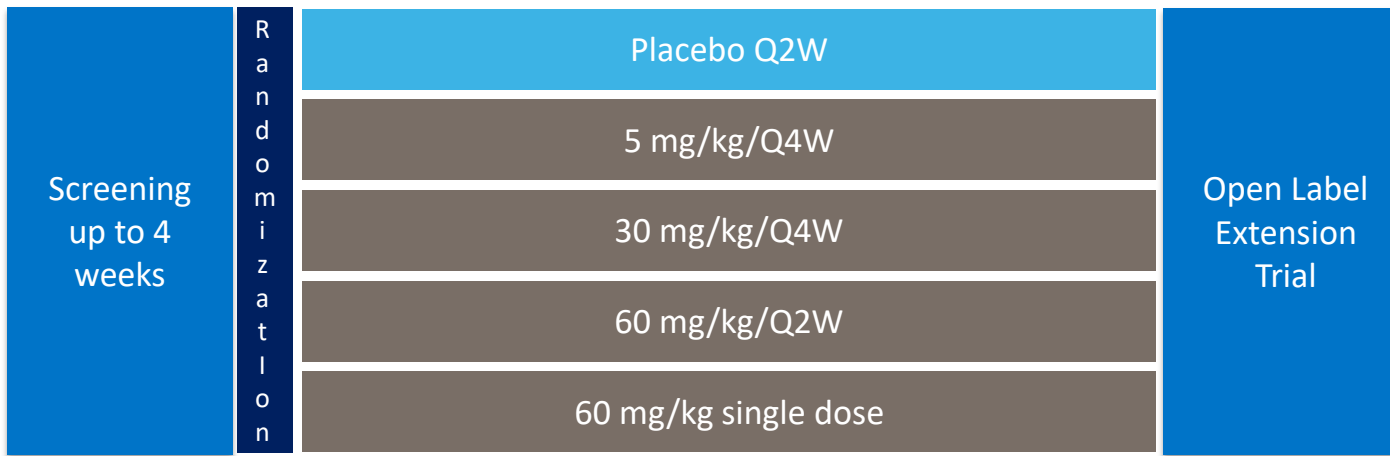 Screening
up to 4
weeks
R
a
n
d
o
m
i
z
a
t
I
o
n
Placebo Q2W
5 mg/kg/Q4W
30 mg/kg/Q4W
60 mg/kg/Q2W
60 mg/kg single dose
Open Label
Extension
Trial